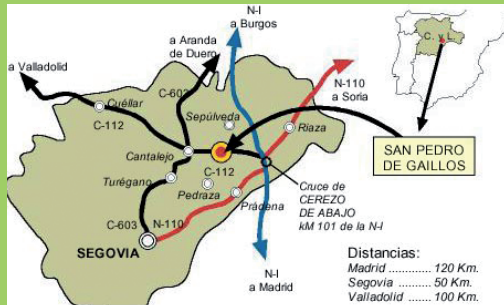 N-I
a Burgos
a Aranda
de Duero
a Valladolid
C-603
N-110
a Soria
C. y L.
Cuéllar
Sepúlveda
Riaza
C-112
SAN PEDRO
DE GAILLOS
Cantalejo
Turégano
C-112
Pedraza
Prádena
Cruce de
CEREZO
DE ABAJO
kM 101 de la N-I
C-603
N-110
SEGOVIA
N-I
a Madrid
Distancias:
Madrid ............ 120 Km.
Segovia .......... 50 Km.
Valladolid ....... 100 Km.